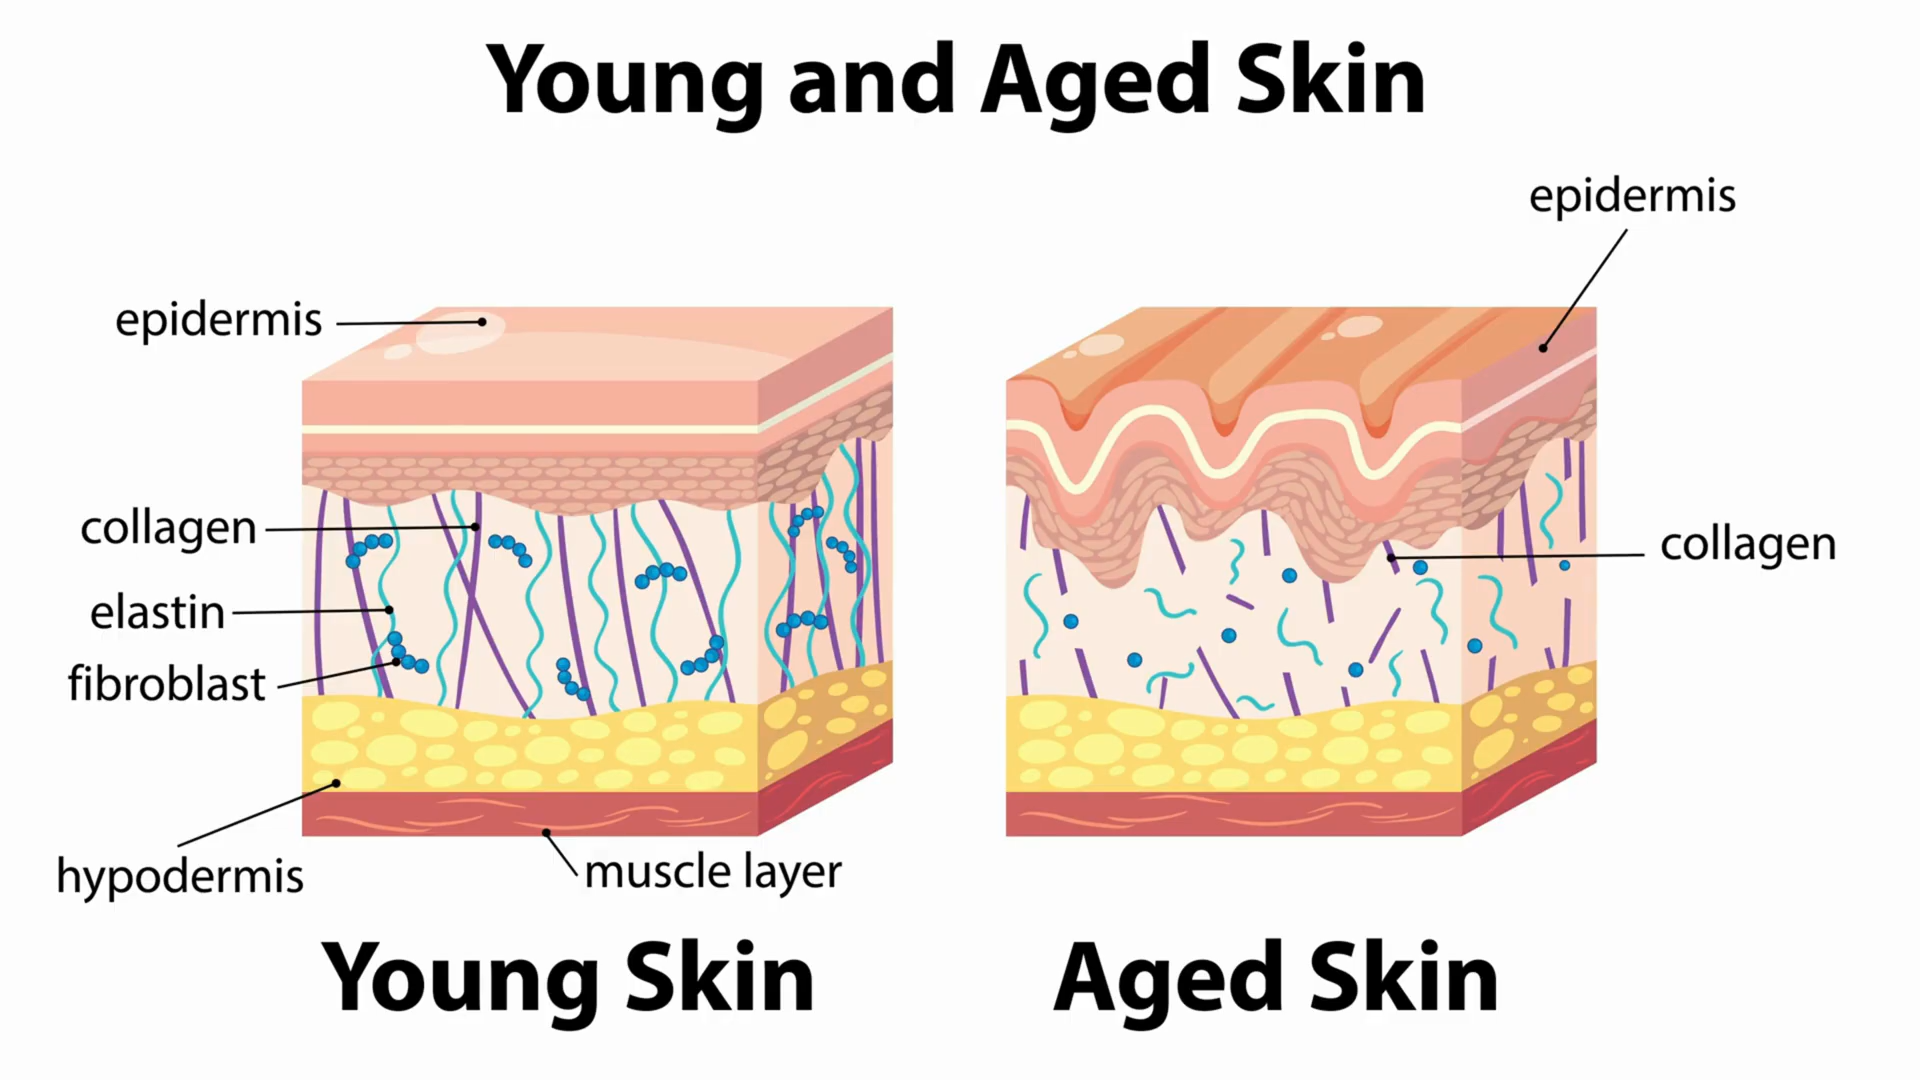 Young and Aged Skin
epidermis
epidermis
collagen
collagen
elastin
fibroblast
hypodermis
muscle layer
Young Skin
Aged Skin